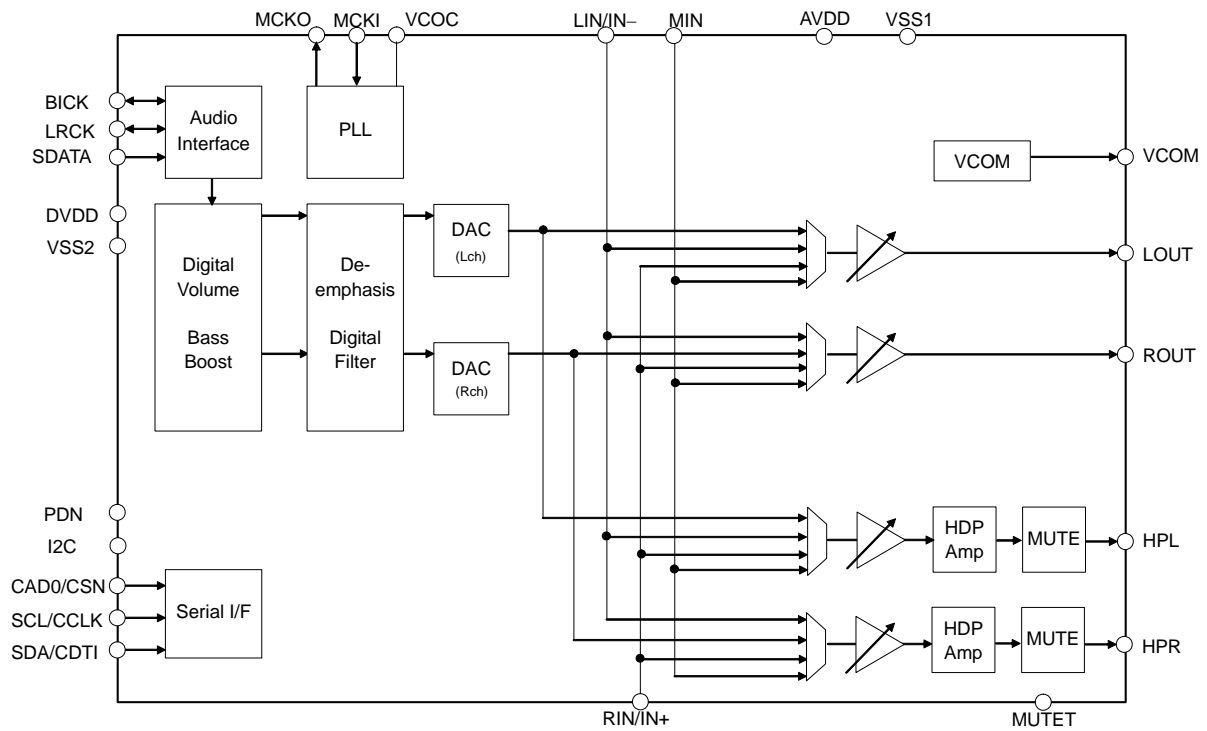 MCKO
MCKI
VCOC
LIN/IN−
MIN
AVDD
VSS1
BICK
LRCK
SDATA
Audio
Interface
PLL
VCOM
VCOM
DVDD
VSS2
Digital
Volume
Bass
Boost
De-
emphasis
Digital
Filter
DAC
(Lch)
LOUT
DAC
(Rch)
ROUT
PDN
I2C
CAD0/CSN
SCL/CCLK
SDA/CDTI
Serial I/F
HDP
Amp
MUTE
HPL
HDP
Amp
MUTE
HPR
RIN/IN+
MUTET